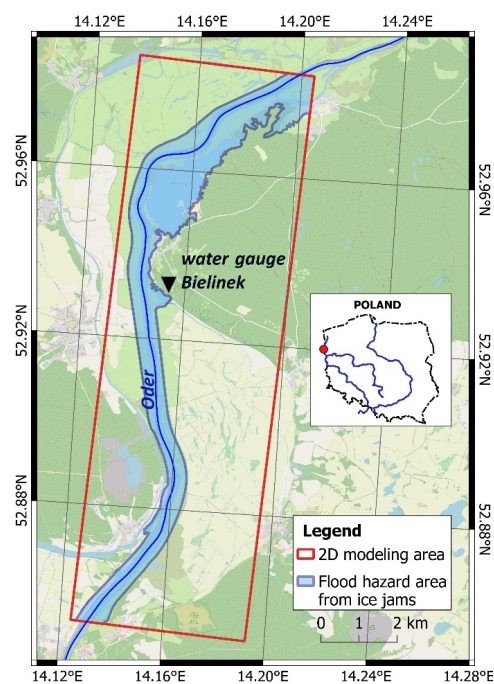 14.12°E 14.16°E 14.20°E 14.24°E
52.96°N
52.96°N
water gauge
Bielinek
POLAND
52.92°N
52.92°N
Oder
52.88°N
52.88°N
Legend
2D modeling area
Flood hazard area
from ice jams
0 1 2 km
14.12°E 14.16°E 14.20°E 14.24°E 14.28°E